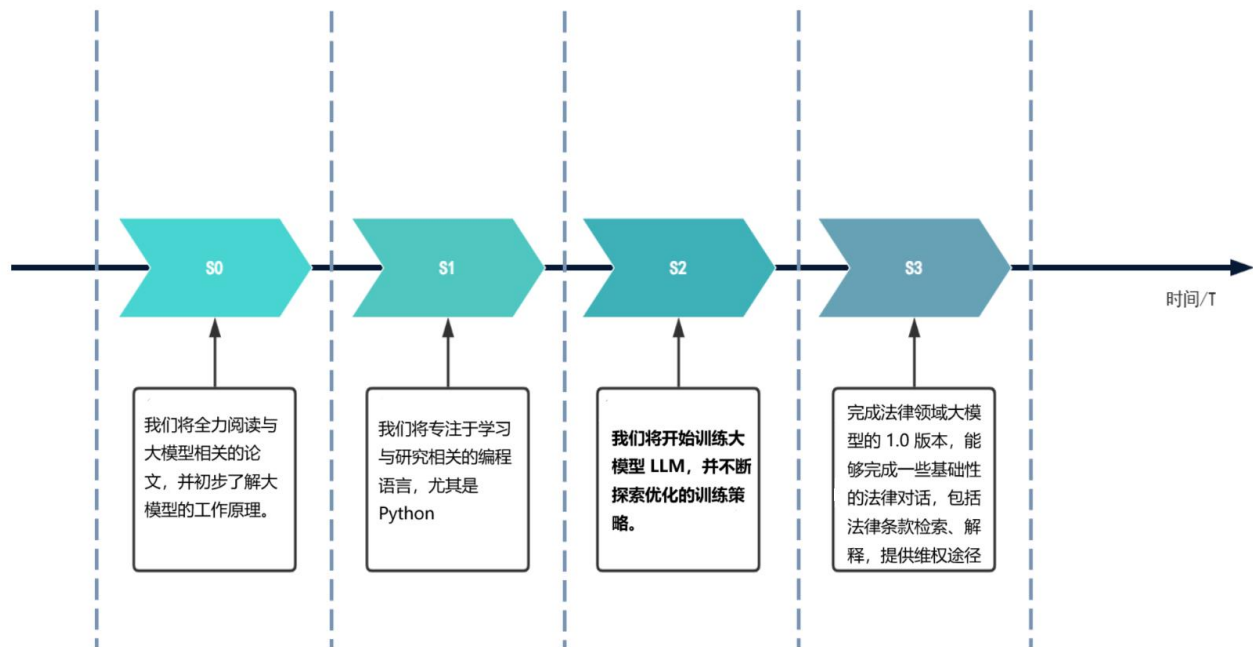 S0
S1
S2
S3
时间/T
我们将全力阅读与
大模型相关的论
文，并初步了解大
模型的工作原理。
我们将专注于学习
与研究相关的编程
语言，尤其是
Python
我们将开始训练大
模型 LLM，并不断
探索优化的训练策
略。
完成法律领域大模
型的 1.0 版本，能
够完成一些基础性
的法律对话，包括
法律条款检索、解
释，提供维权途径